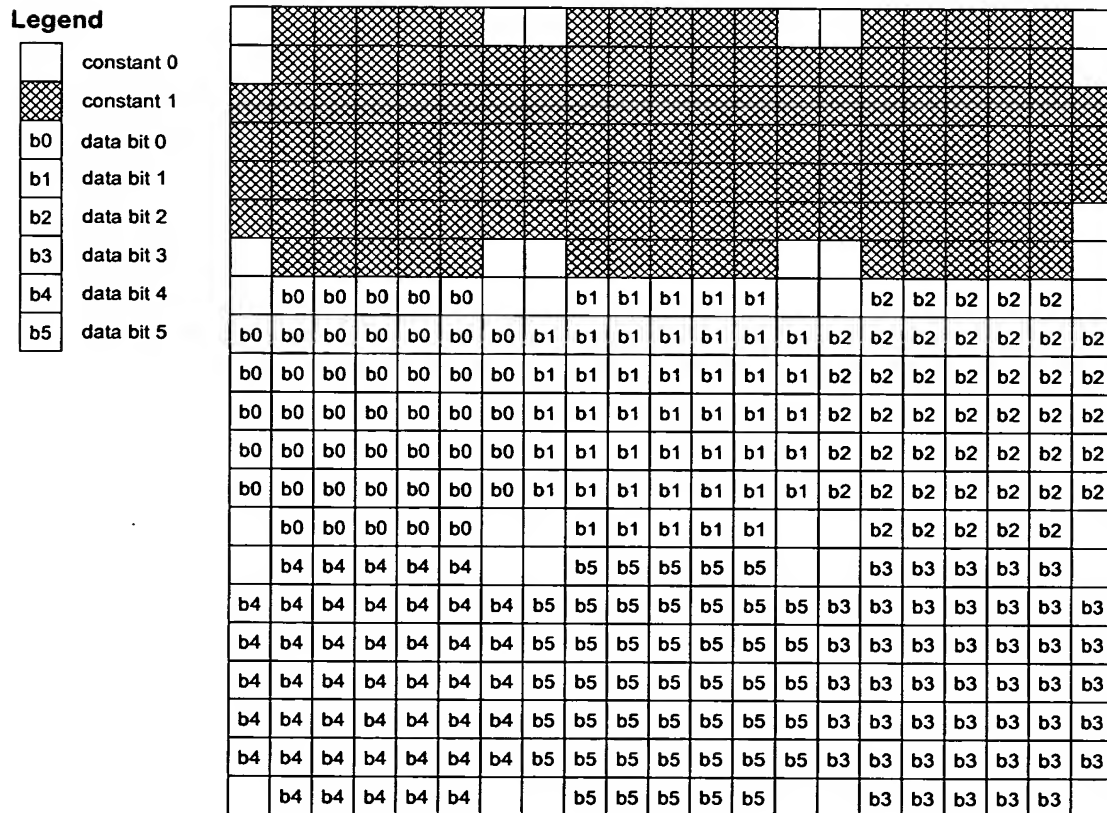 Legend
constant 0
constant 1
b0 data bit 0
b1 data bit 1
b2 data bit 2
b3 data bit 3
b4 data bit 4
b5 data bit 5
b0 b0 b0 b0 b0 b1 b1 b1 b1 b1 b2 b2 b2 b2 b2
b0 b0 b0 b0 b0 b0 b0 b1 b1 b1 b1 b1 b1 b1 b2 b2 b2 b2 b2 b2 b2
b0 b0 b0 b0 b0 b0 b0 b1 b1 b1 b1 b1 b1 b1 b2 b2 b2 b2 b2 b2 b2
b0 b0 b0 b0 b0 b0 b0 b1 b1 b1 b1 b1 b1 b1 b2 b2 b2 b2 b2 b2 b2
b0 b0 b0 b0 b0 b0 b0 b1 b1 b1 b1 b1 b1 b1 b2 b2 b2 b2 b2 b2 b2
b0 b0 b0 b0 b0 b0 b0 b1 b1 b1 b1 b1 b1 b1 b2 b2 b2 b2 b2 b2 b2
b0 b0 b0 b0 b0 b1 b1 b1 b1 b1 b2 b2 b2 b2 b2
b4 b4 b4 b4 b4 b5 b5 b5 b5 b5 b3 b3 b3 b3 b3
b4 b4 b4 b4 b4 b4 b4 b5 b5 b5 b5 b5 b5 b5 b3 b3 b3 b3 b3 b3 b3
b4 b4 b4 b4 b4 b4 b4 b5 b5 b5 b5 b5 b5 b5 b3 b3 b3 b3 b3 b3 b3
b4 b4 b4 b4 b4 b4 b4 b5 b5 b5 b5 b5 b5 b5 b3 b3 b3 b3 b3 b3 b3
b4 b4 b4 b4 b4 b4 b4 b5 b5 b5 b5 b5 b5 b5 b3 b3 b3 b3 b3 b3 b3
b4 b4 b4 b4 b4 b4 b4 b5 b5 b5 b5 b5 b5 b5 b3 b3 b3 b3 b3 b3 b3
b4 b4 b4 b4 b4 b5 b5 b5 b5 b5 b3 b3 b3 b3 b3